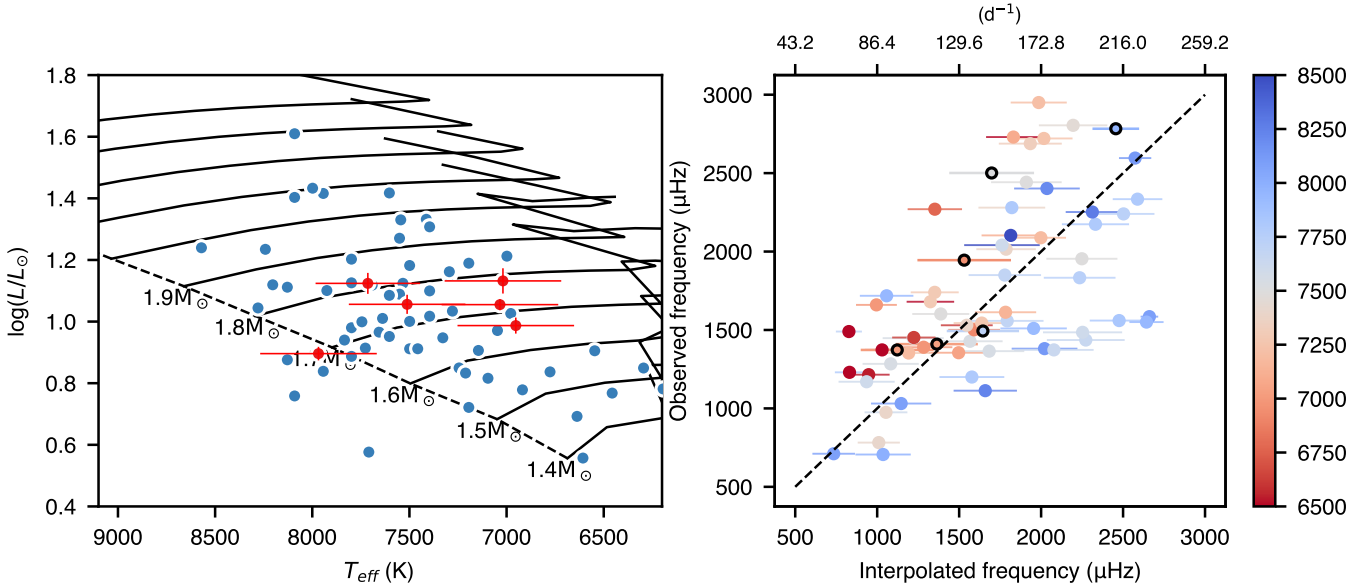 1.8
1.6
1.4
1.2
1.0
0.8
0.6
0.4
log(L/L⊙)
9000 8500 8000 7500 7000 6500
T_eff (K)
1.9M⊙
1.8M⊙
1.7M⊙
1.6M⊙
1.5M⊙
1.4M⊙
(d⁻¹)
43.2 86.4 129.6 172.8 216.0 259.2
3000
2500
2000
1500
1000
500
Observed frequency (μHz)
500 1000 1500 2000 2500 3000
Interpolated frequency (μHz)
8500
8250
8000
7750
7500
7250
7000
6750
6500